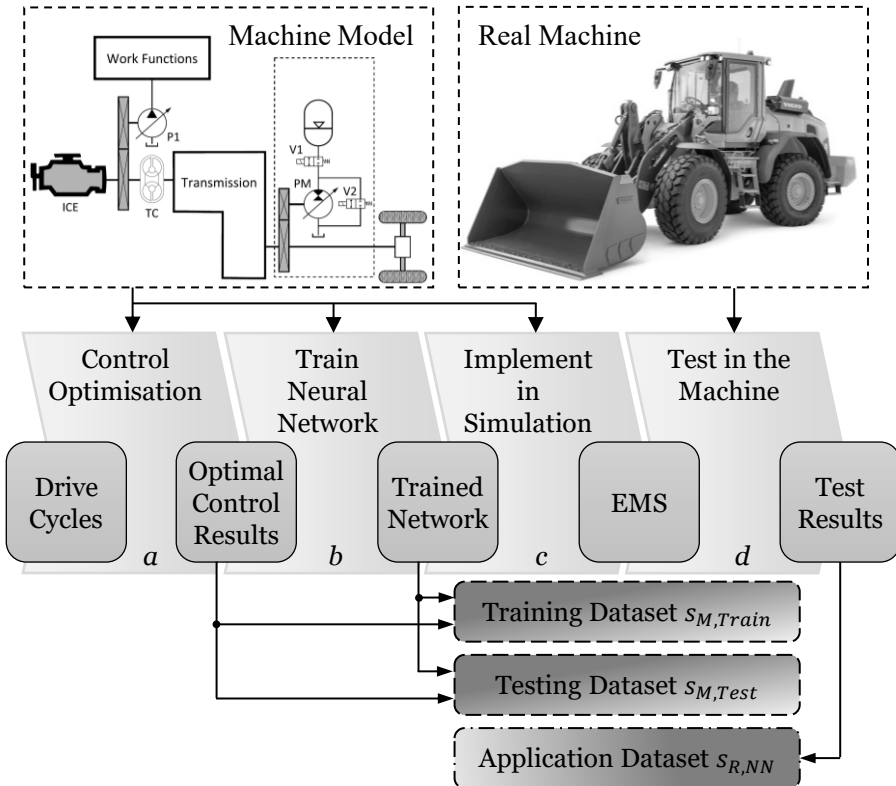 Machine Model
Real Machine
Work Functions
P1
V1
PM
V2
ICE
TC
Transmission
VOLVO
Control
Optimisation
Train
Neural
Network
Implement
in
Simulation
Test in the
Machine
Drive
Cycles
Optimal
Control
Results
Trained
Network
EMS
Test
Results
a
b
c
d
Training Dataset s_{M,Train}
Testing Dataset s_{M,Test}
Application Dataset s_{R,NN}